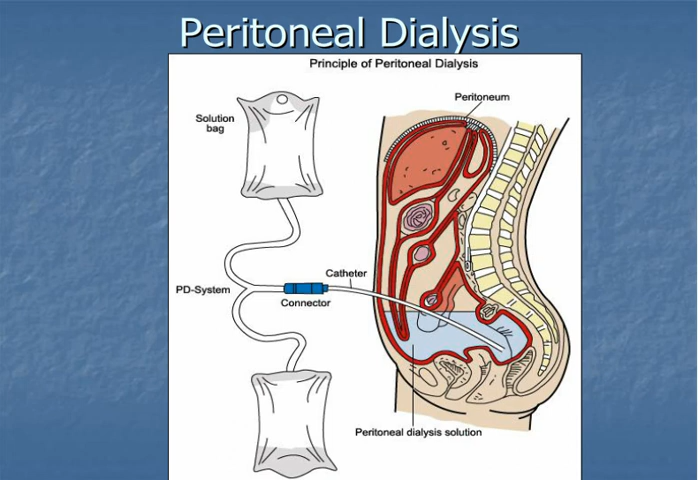 Peritoneal Dialysis
Principle of Peritoneal Dialysis
Peritoneum
Solution
bag
Catheter
PD-System
Connector
Peritoneal dialysis solution